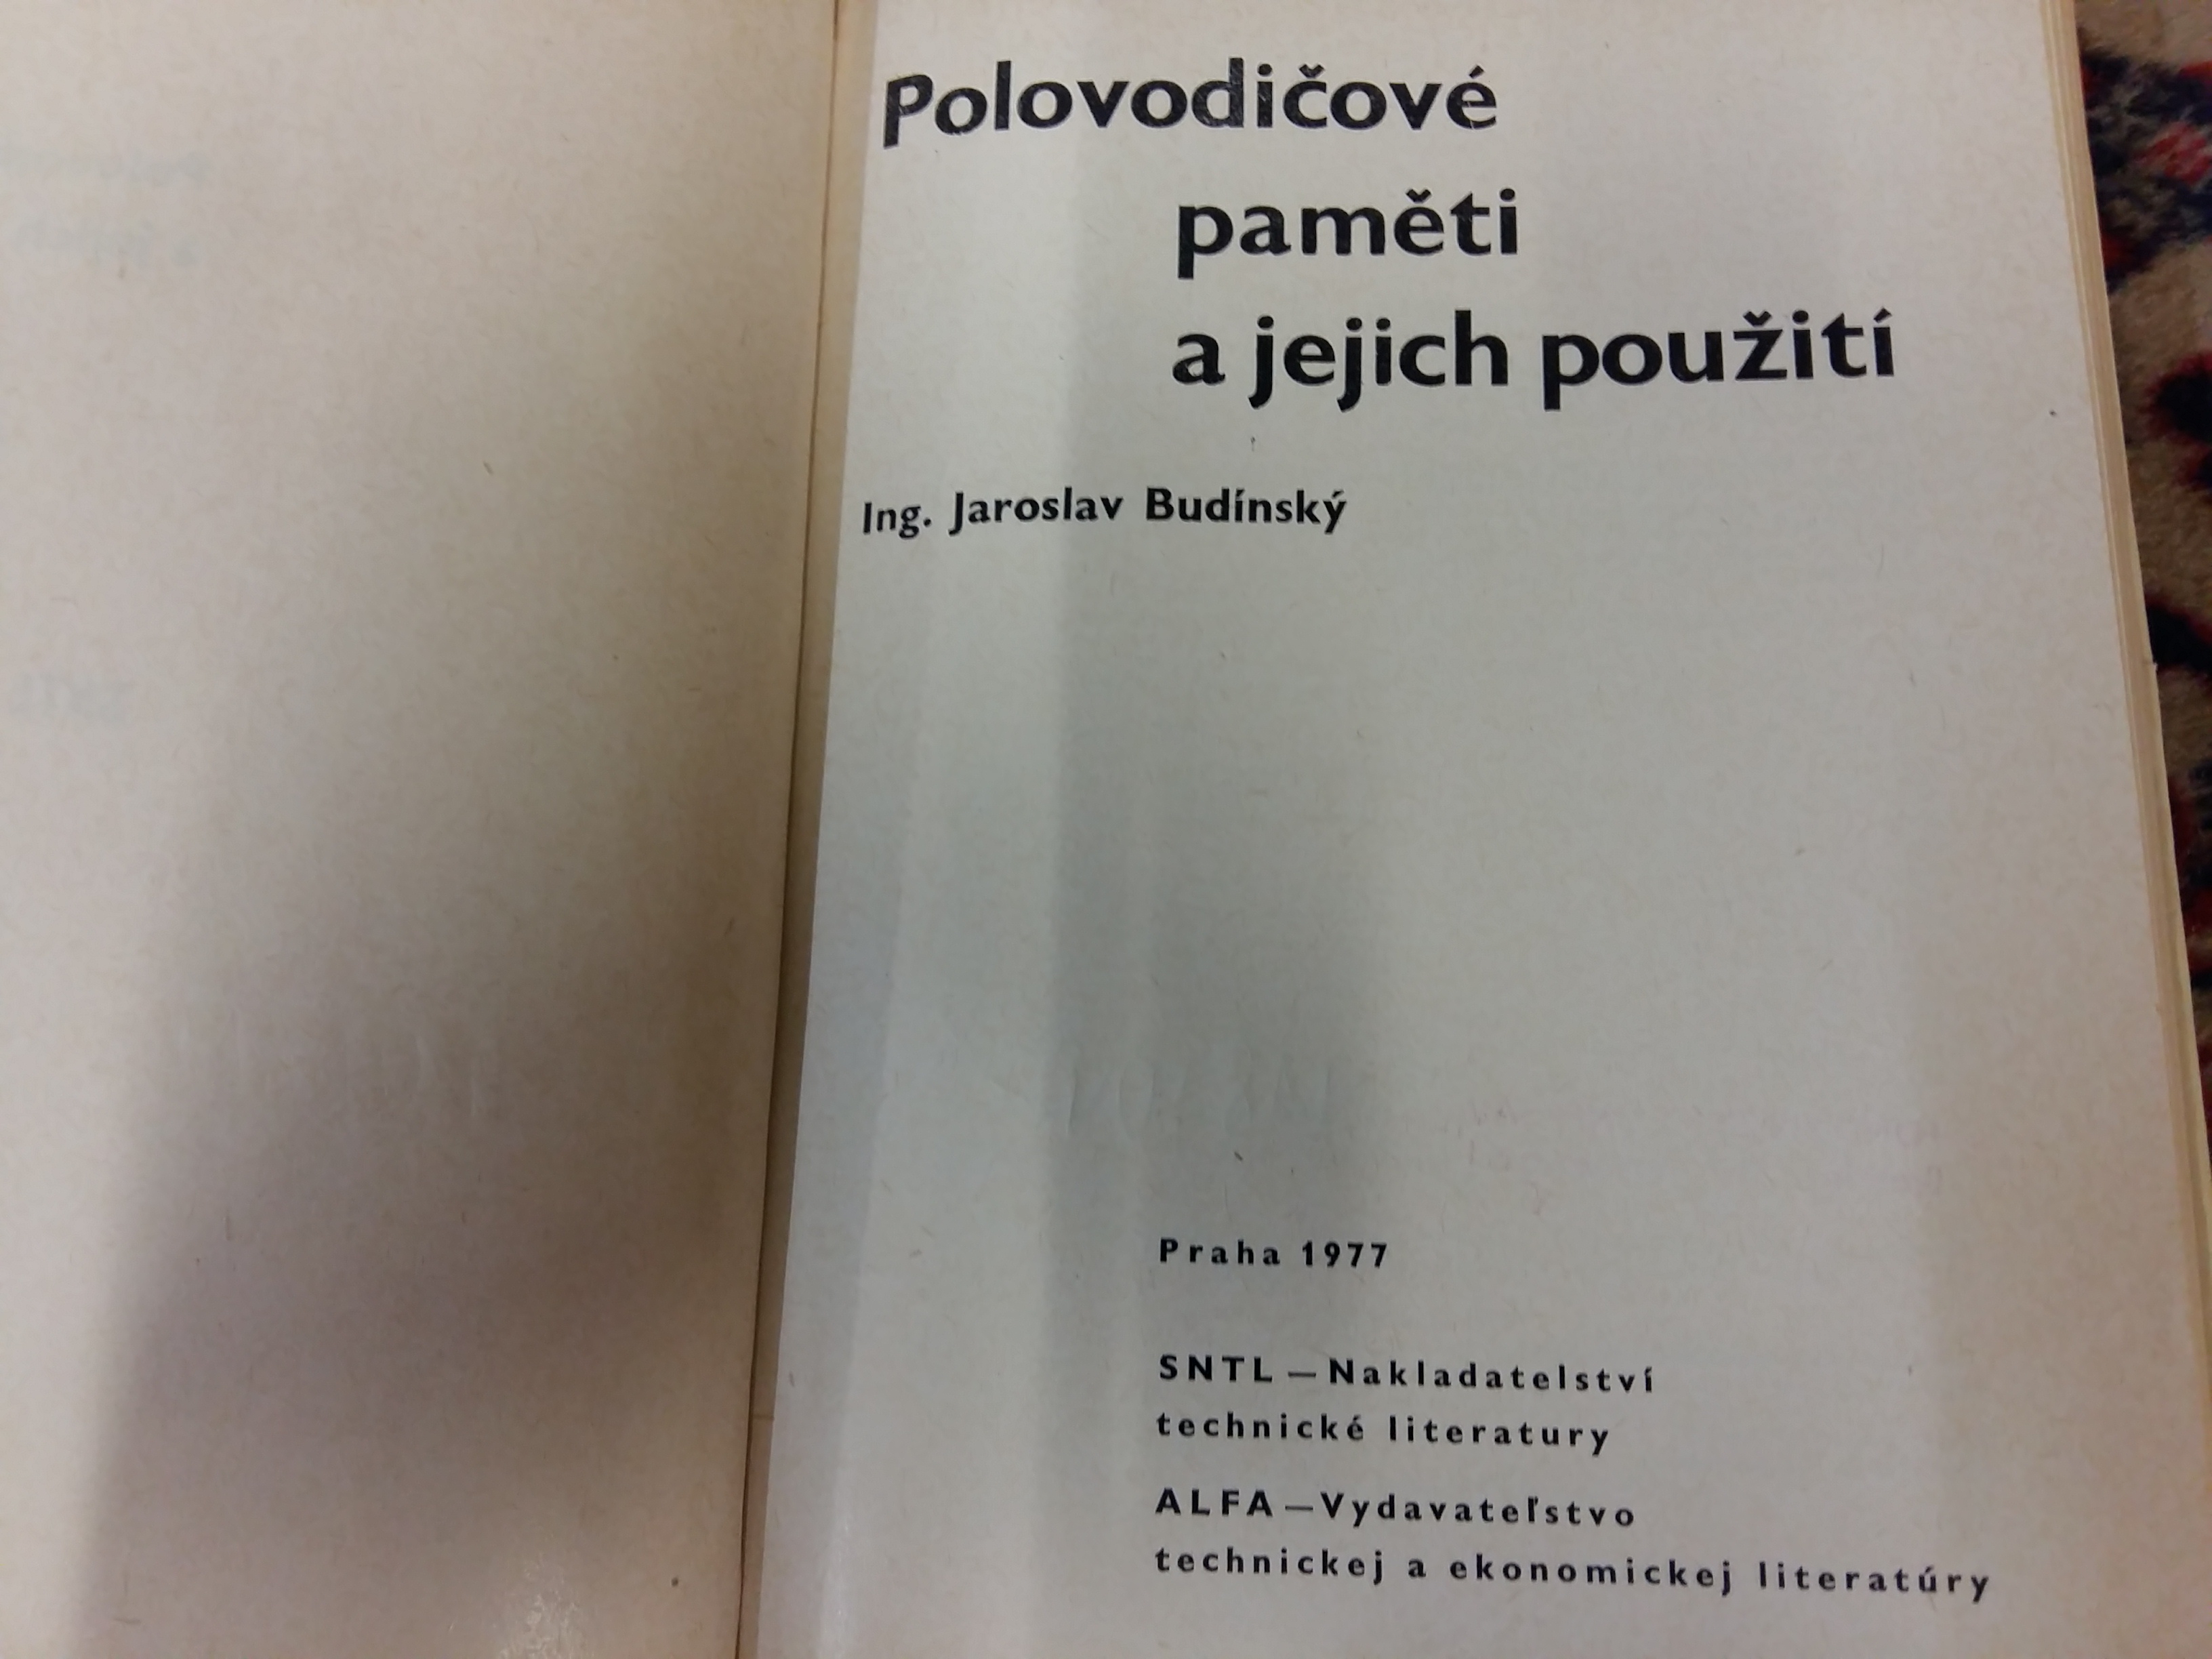 Polovodičové
paměti
a jejich použití
Ing. Jaroslav Budínský
Praha 1977
SNTL — Nakladatelství
technické literatury
ALFA — Vydavateľstvo
technickej a ekonomickej literatúry